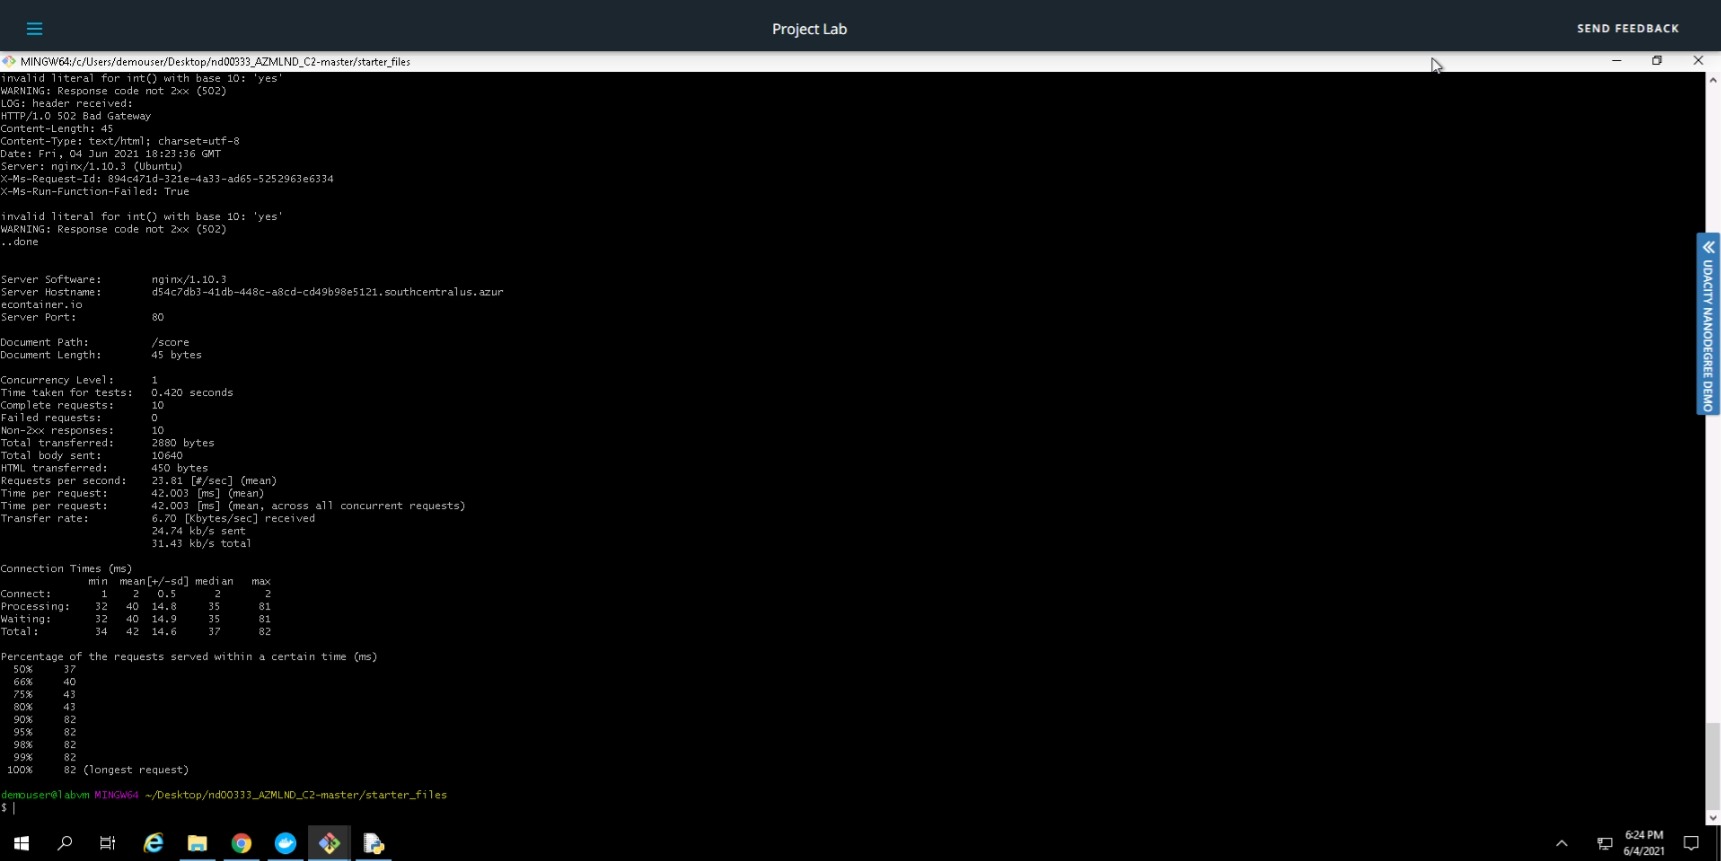 Project Lab
SEND FEEDBACK
MINGW64:/c/Users/demouser/Desktop/nd00333_AZMLND_C2-master/starter_files
invalid literal for int() with base 10: 'yes'
WARNING: Response code not 2xx (502)
LOG: header received:
HTTP/1.0 502 Bad Gateway
Content-Length: 45
Content-Type: text/html; charset=utf-8
Date: Fri, 04 Jun 2021 18:23:36 GMT
Server: nginx/1.10.3 (Ubuntu)
X-Ms-Request-Id: 894c471d-321e-4a33-ad65-5252963e6334
X-Ms-Run-Function-Failed: True
invalid literal for int() with base 10: 'yes'
WARNING: Response code not 2xx (502)
..done
Server Software:        nginx/1.10.3
Server Hostname:        d54c7db3-41db-448c-a8cd-cd49b98e5121.southcentralus.azur
econtainer.io
Server Port:            80
Document Path:          /score
Document Length:        45 bytes
Concurrency Level:      1
Time taken for tests:   0.420 seconds
Complete requests:      10
Failed requests:        0
Non-2xx responses:      10
Total transferred:      2880 bytes
Total body sent:        10640
HTML transferred:       450 bytes
Requests per second:    23.81 [#/sec] (mean)
Time per request:       42.003 [ms] (mean)
Time per request:       42.003 [ms] (mean, across all concurrent requests)
Transfer rate:          6.70 [Kbytes/sec] received
                        24.74 kb/s sent
                        31.43 kb/s total
Connection Times (ms)
              min  mean[+/-sd] median   max
Connect:        1    2   0.5      2       2
Processing:    32   40  14.8     35      81
Waiting:       32   40  14.9     35      81
Total:         34   42  14.6     37      82
Percentage of the requests served within a certain time (ms)
  50%     37
  66%     40
  75%     43
  80%     43
  90%     82
  95%     82
  98%     82
  99%     82
 100%     82 (longest request)
demouser@labvm MINGW64 ~/Desktop/nd00333_AZMLND_C2-master/starter_files
$
UDACITY NANODEGREE DEMO
6:24 PM
6/4/2021